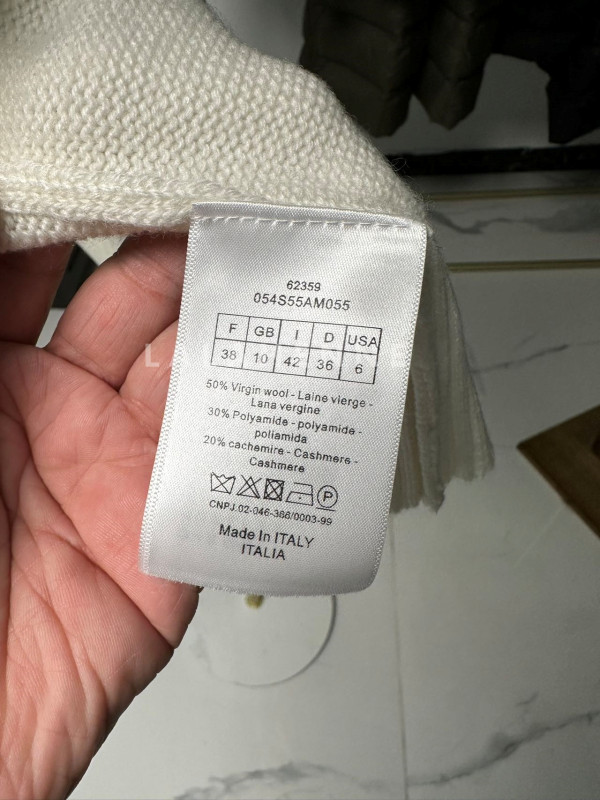 62359
054S55AM055
F GB I D USA
38 10 42 36 6
50% Virgin wool - Laine vierge -
Lana vergine
30% Polyamide - polyamide -
poliamida
20% cachemire - Cashmere -
Cashmere
P
CNPJ.02-046-386/0003-99
Made In ITALY
ITALIA